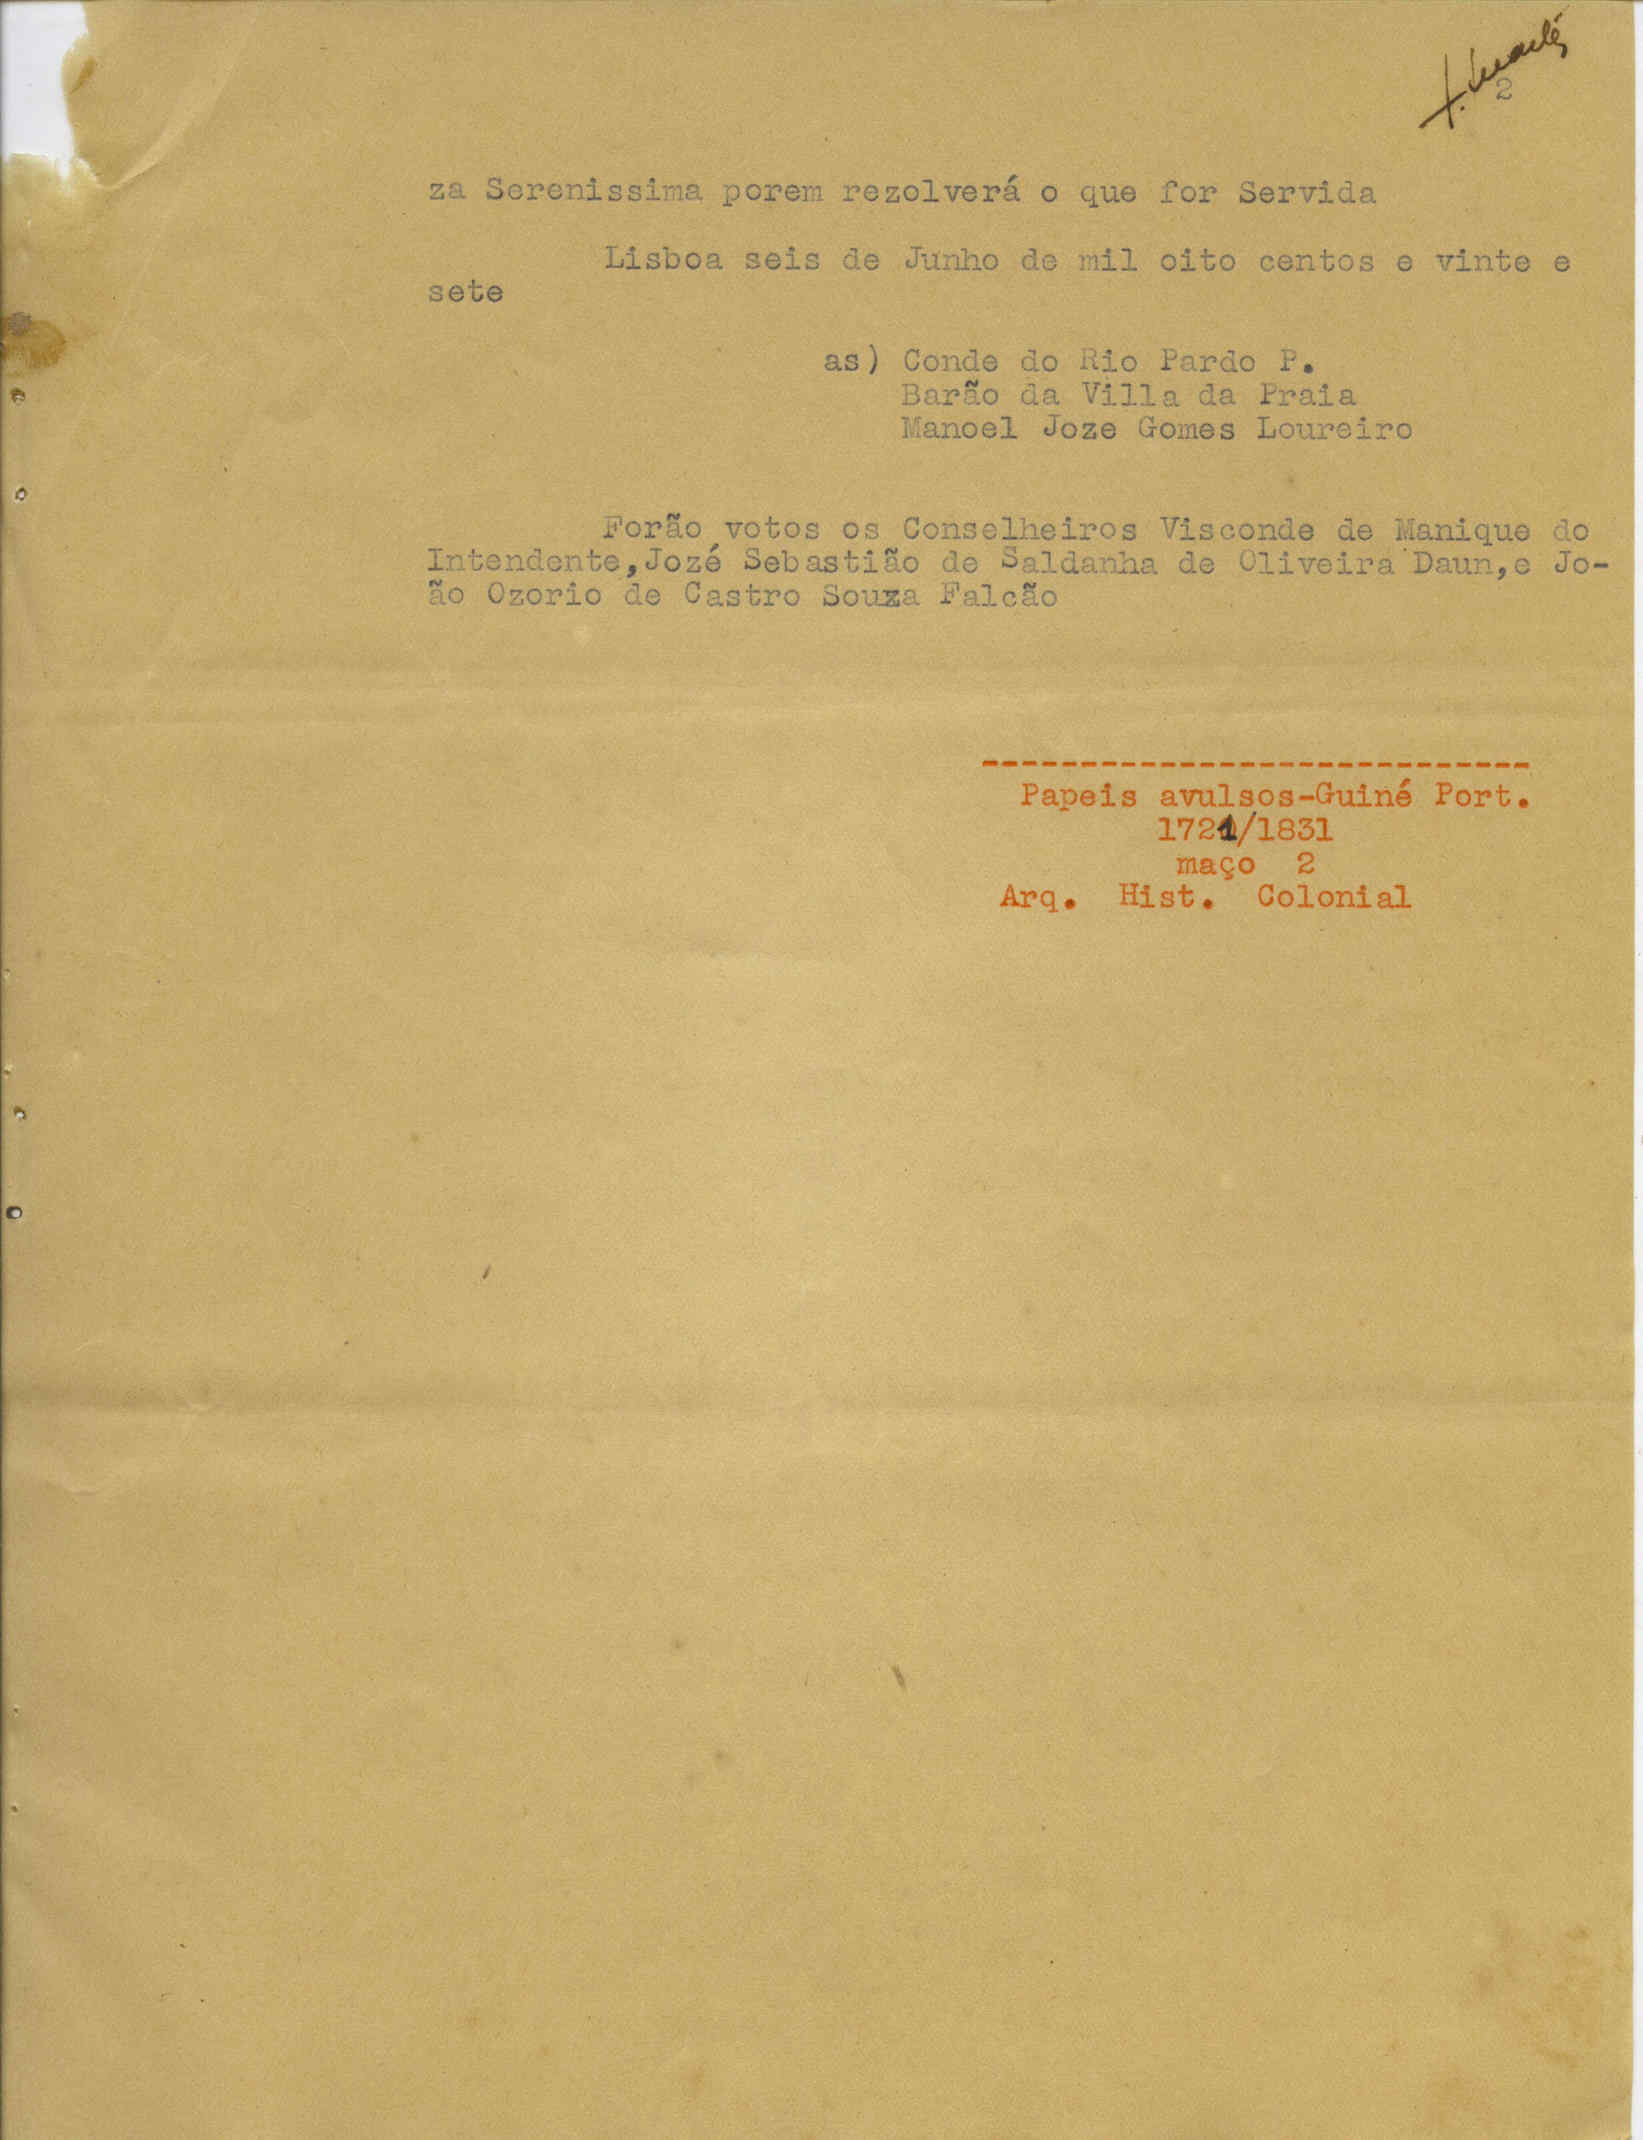 2
za Serenissima porem rezolverá o que for Servida
Lisboa seis de Junho de mil oito centos e vinte e
sete
as) Conde do Rio Pardo P.
Barão da Villa da Praia
Manoel Joze Gomes Loureiro
Forão votos os Conselheiros Visconde de Manique do
Intendente, Jozé Sebastião de Saldanha de Oliveira Daun, e Jo-
ão Ozorio de Castro Souza Falcão
----------------------------
Papeis avulsos-Guiné Port.
1721/1831
maço 2
Arq. Hist. Colonial